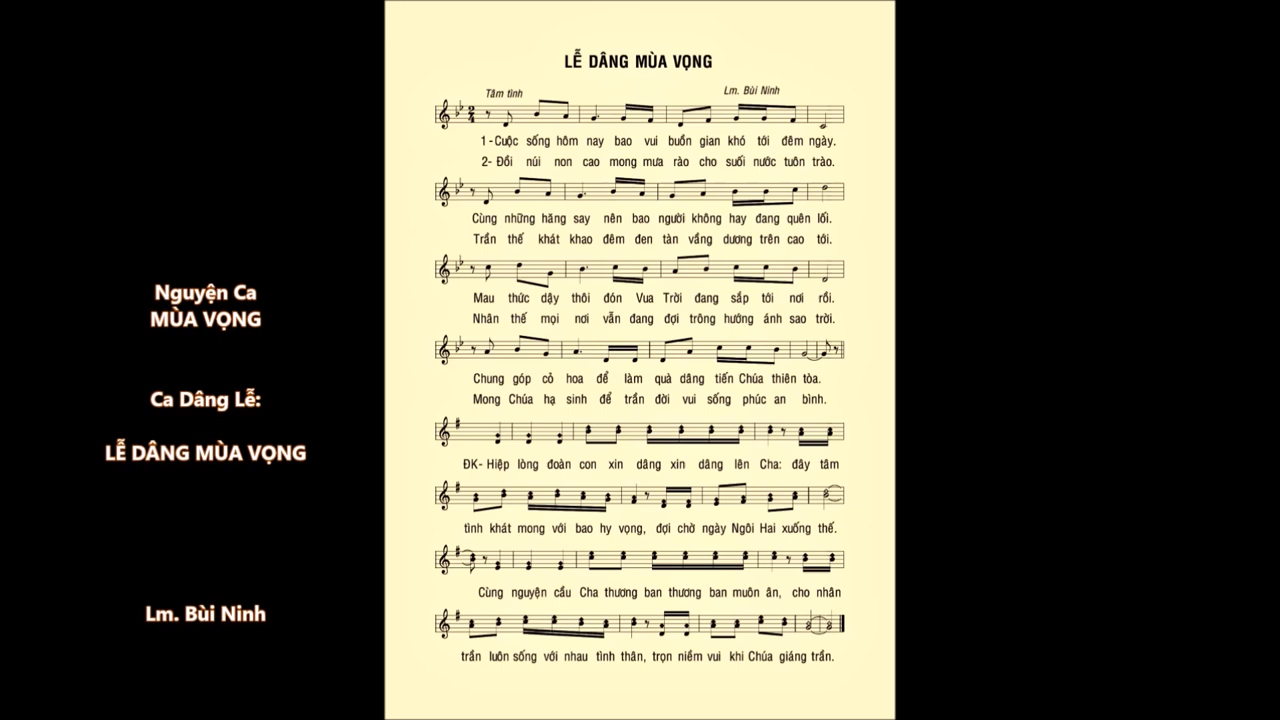 Nguyện Ca
MÙA VỌNG
Ca Dâng Lễ:
LỄ DÂNG MÙA VỌNG
Lm. Bùi Ninh
LỄ DÂNG MÙA VỌNG
Tâm tình
Lm. Bùi Ninh
1-Cuộc sống hôm nay bao vui buồn gian khó tới đêm ngày.
2- Đồi núi non cao mong mưa rào cho suối nước tuôn trào.
Cùng những hăng say nên bao người không hay đang quên lối.
Trần thế khát khao đêm đen tàn vầng dương trên cao tới.
Mau thức dậy thôi đón Vua Trời đang sắp tới nơi rồi.
Nhân thế mọi nơi vẫn đang đợi trông hướng ánh sao trời.
Chung góp cỏ hoa để làm quà dâng tiến Chúa thiên tòa.
Mong Chúa hạ sinh để trần đời vui sống phúc an bình.
ĐK- Hiệp lòng đoàn con xin dâng xin dâng lên Cha: đây tâm
tình khát mong với bao hy vọng, đợi chờ ngày Ngôi Hai xuống thế.
Cùng nguyện cầu Cha thương ban thương ban muôn ân, cho nhân
trần luôn sống với nhau tình thân, trọn niềm vui khi Chúa giáng trần.